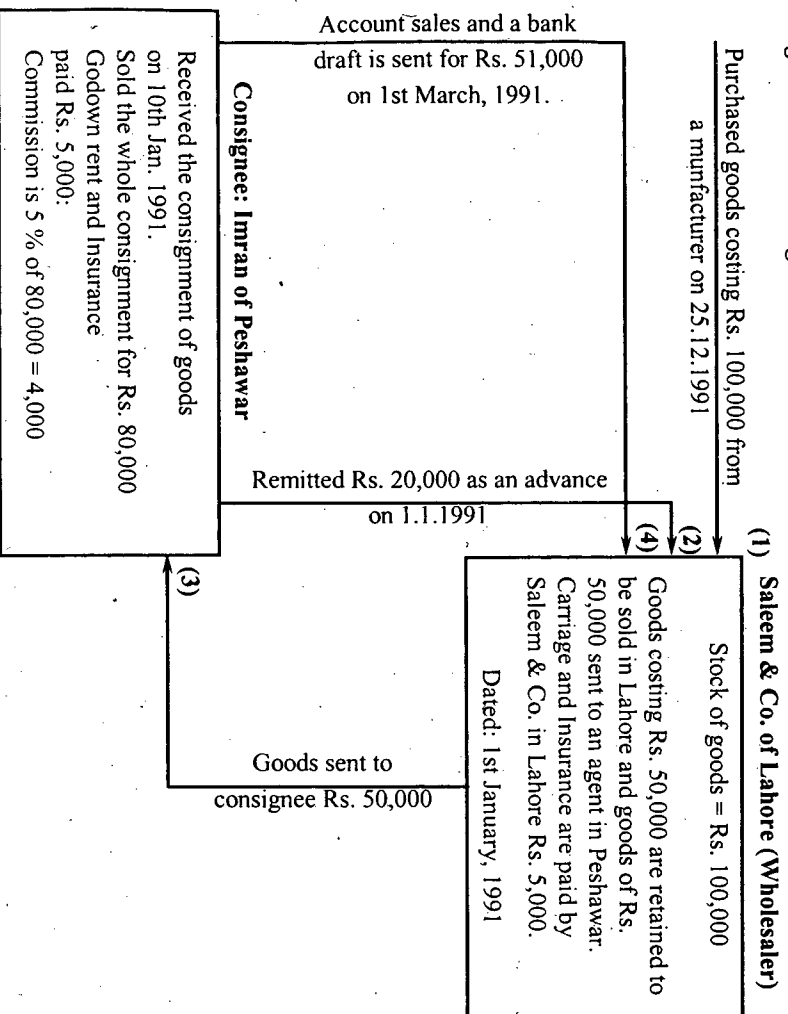 (1) Saleem & Co. of Lahore (Wholesaler)
Purchased goods costing Rs. 100,000 from
a munfacturer on 25.12.1991
Stock of goods = Rs. 100,000
(2)
(4)
Goods costing Rs. 50,000 are retained to
be sold in Lahore and goods of Rs.
50,000 sent to an agent in Peshawar.
Carriage and Insurance are paid by
Saleem & Co. in Lahore Rs. 5,000.
Dated: 1st January, 1991
Account sales and a bank
draft is sent for Rs. 51,000
on 1st March, 1991.
Remitted Rs. 20,000 as an advance
on 1.1.1991
Goods sent to
consignee Rs. 50,000
(3)
Consignee: Imran of Peshawar
Received the consignment of goods
on 10th Jan. 1991.
Sold the whole consignment for Rs. 80,000
Godown rent and Insurance
paid Rs. 5,000:
Commission is 5 % of 80,000 = 4,000